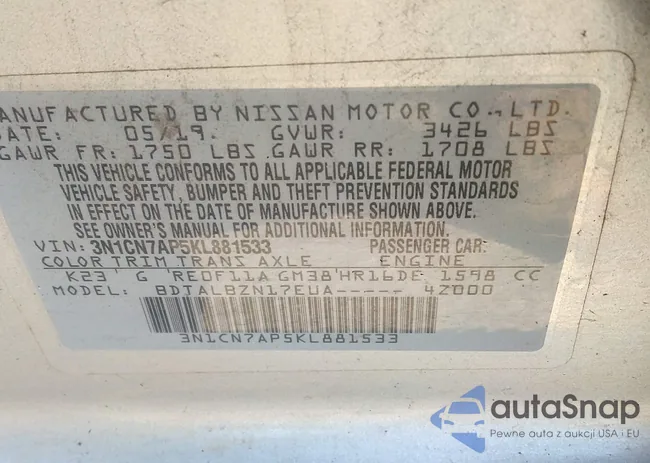 ANUFACTURED BY NISSAN MOTOR CO., LTD.
DATE: 05/19. GVWR: 3426 LBS
GAWR FR: 1750 LBS GAWR RR: 1708 LBS
THIS VEHICLE CONFORMS TO ALL APPLICABLE FEDERAL MOTOR
VEHICLE SAFETY, BUMPER AND THEFT PREVENTION STANDARDS
IN EFFECT ON THE DATE OF MANUFACTURE SHOWN ABOVE.
SEE OWNER'S MANUAL FOR ADDITIONAL INFORMATION.
VIN: 3N1CN7AP5KL881533 PASSENGER CAR
COLOR TRIM TRANS AXLE ENGINE
K23' G 'RE0F11A GM38'HR16DE 1598 CC
MODEL: BDTALBZN17EUA----- 4Z000
3N1CN7AP5KL881533
autaSnap
Pewne auta z aukcji USA i EU